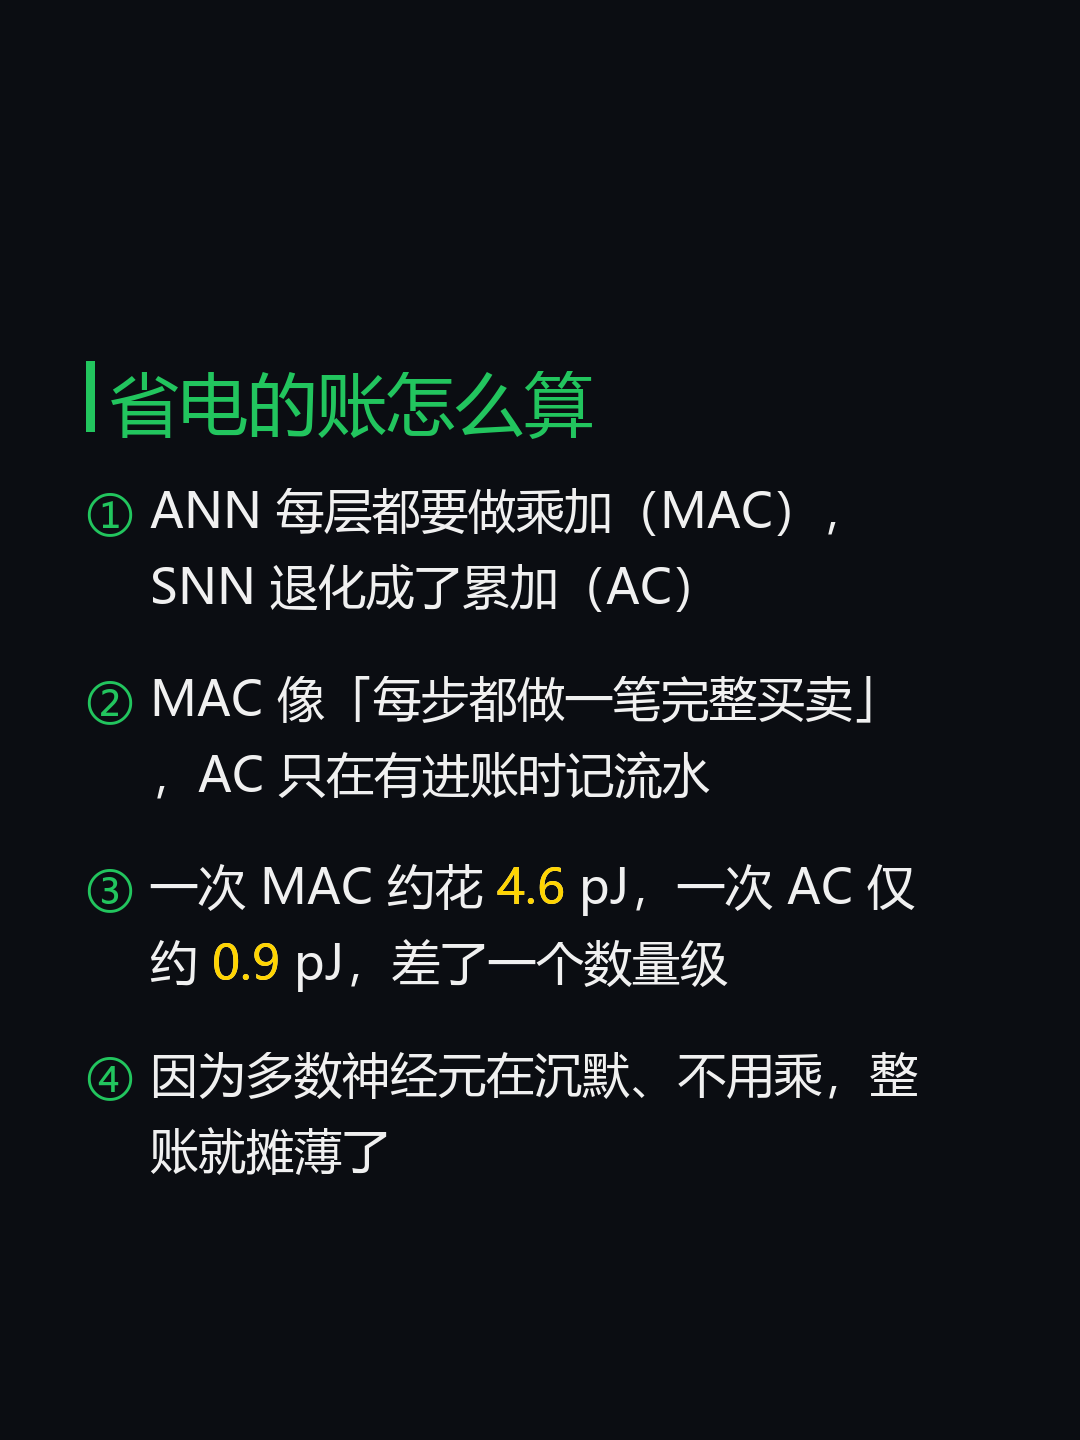 省电的账怎么算
① ANN 每层都要做乘加（MAC），
SNN 退化成了累加（AC）
② MAC 像「每步都做一笔完整买卖」
，AC 只在有进账时记流水
③ 一次 MAC 约花 4.6 pJ，一次 AC 仅
约 0.9 pJ，差了一个数量级
④ 因为多数神经元在沉默、不用乘，整
账就摊薄了